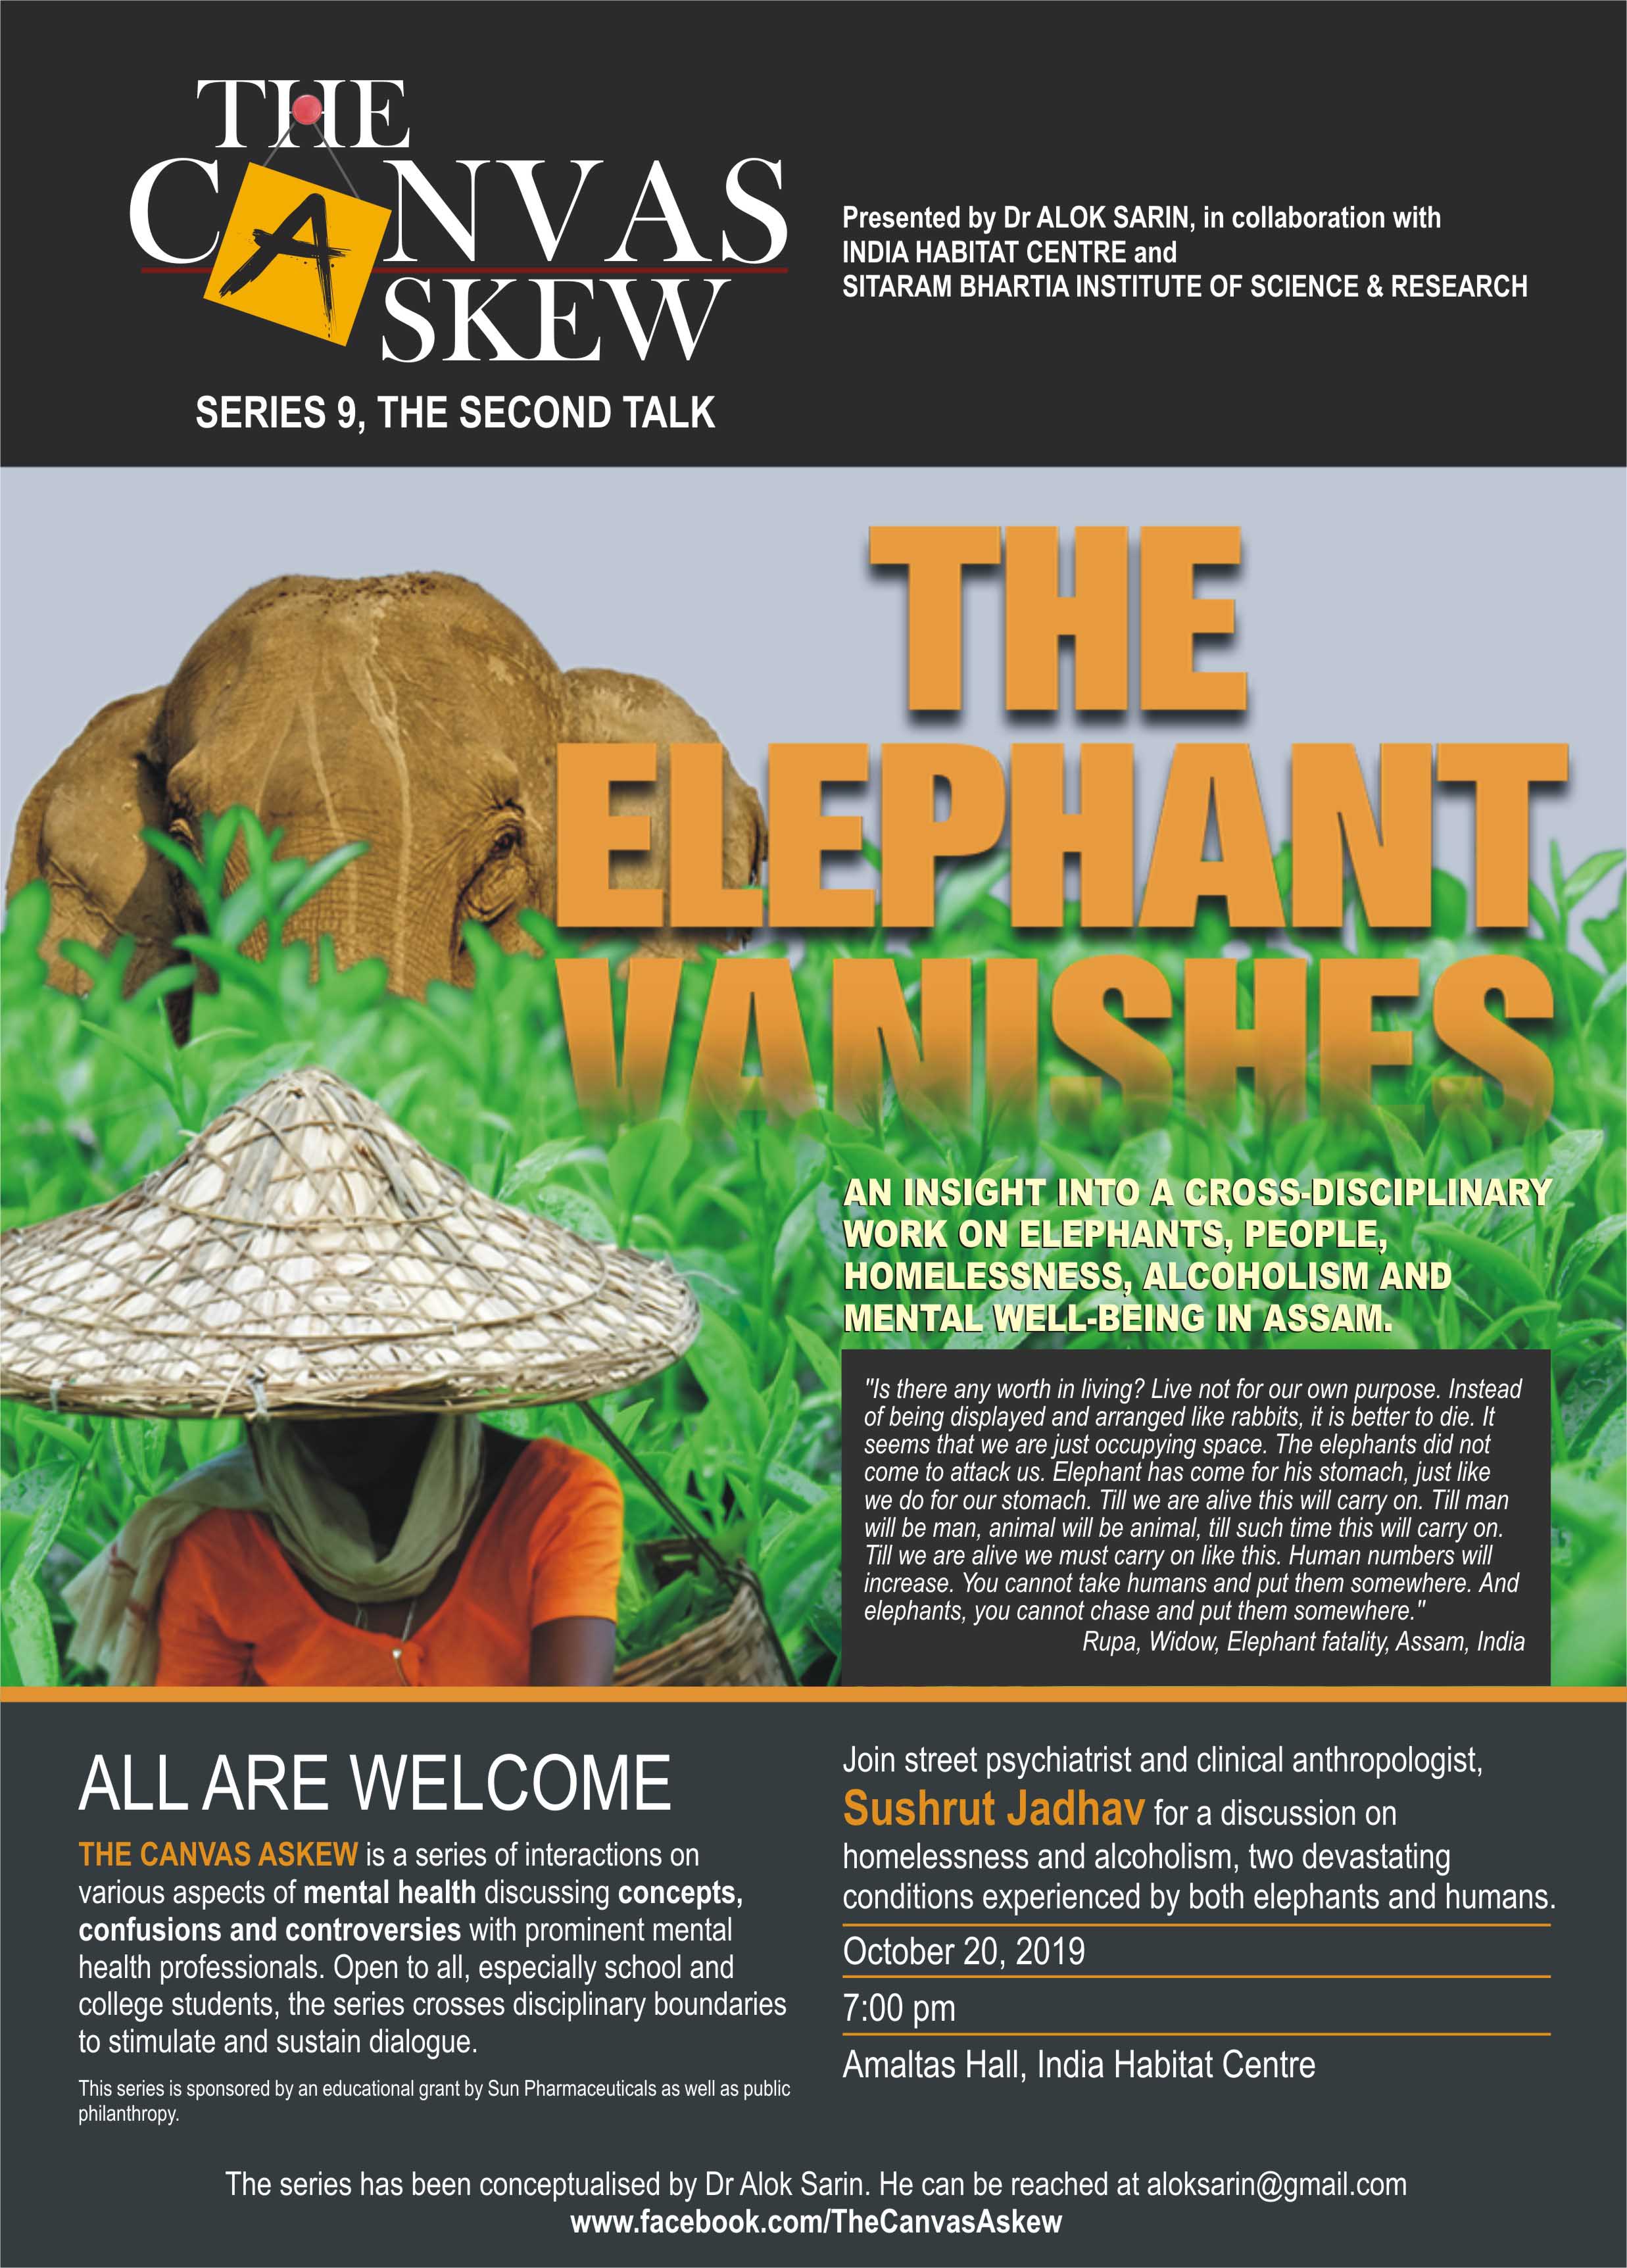 THE
CANVAS
ASKEW
SERIES 9, THE SECOND TALK
Presented by Dr ALOK SARIN, in collaboration with
INDIA HABITAT CENTRE and
SITARAM BHARTIA INSTITUTE OF SCIENCE & RESEARCH
THE
ELEPHANT
VANISHES
AN INSIGHT INTO A CROSS-DISCIPLINARY
WORK ON ELEPHANTS, PEOPLE,
HOMELESSNESS, ALCOHOLISM AND
MENTAL WELL-BEING IN ASSAM.
"Is there any worth in living? Live not for our own purpose. Instead
of being displayed and arranged like rabbits, it is better to die. It
seems that we are just occupying space. The elephants did not
come to attack us. Elephant has come for his stomach, just like
we do for our stomach. Till we are alive this will carry on. Till man
will be man, animal will be animal, till such time this will carry on.
Till we are alive we must carry on like this. Human numbers will
increase. You cannot take humans and put them somewhere. And
elephants, you cannot chase and put them somewhere."
Rupa, Widow, Elephant fatality, Assam, India
ALL ARE WELCOME
THE CANVAS ASKEW is a series of interactions on
various aspects of mental health discussing concepts,
confusions and controversies with prominent mental
health professionals. Open to all, especially school and
college students, the series crosses disciplinary boundaries
to stimulate and sustain dialogue.
This series is sponsored by an educational grant by Sun Pharmaceuticals as well as public
philanthropy.
Join street psychiatrist and clinical anthropologist,
Sushrut Jadhav for a discussion on
homelessness and alcoholism, two devastating
conditions experienced by both elephants and humans.
October 20, 2019
7:00 pm
Amaltas Hall, India Habitat Centre
The series has been conceptualised by Dr Alok Sarin. He can be reached at aloksarin@gmail.com
www.facebook.com/TheCanvasAskew